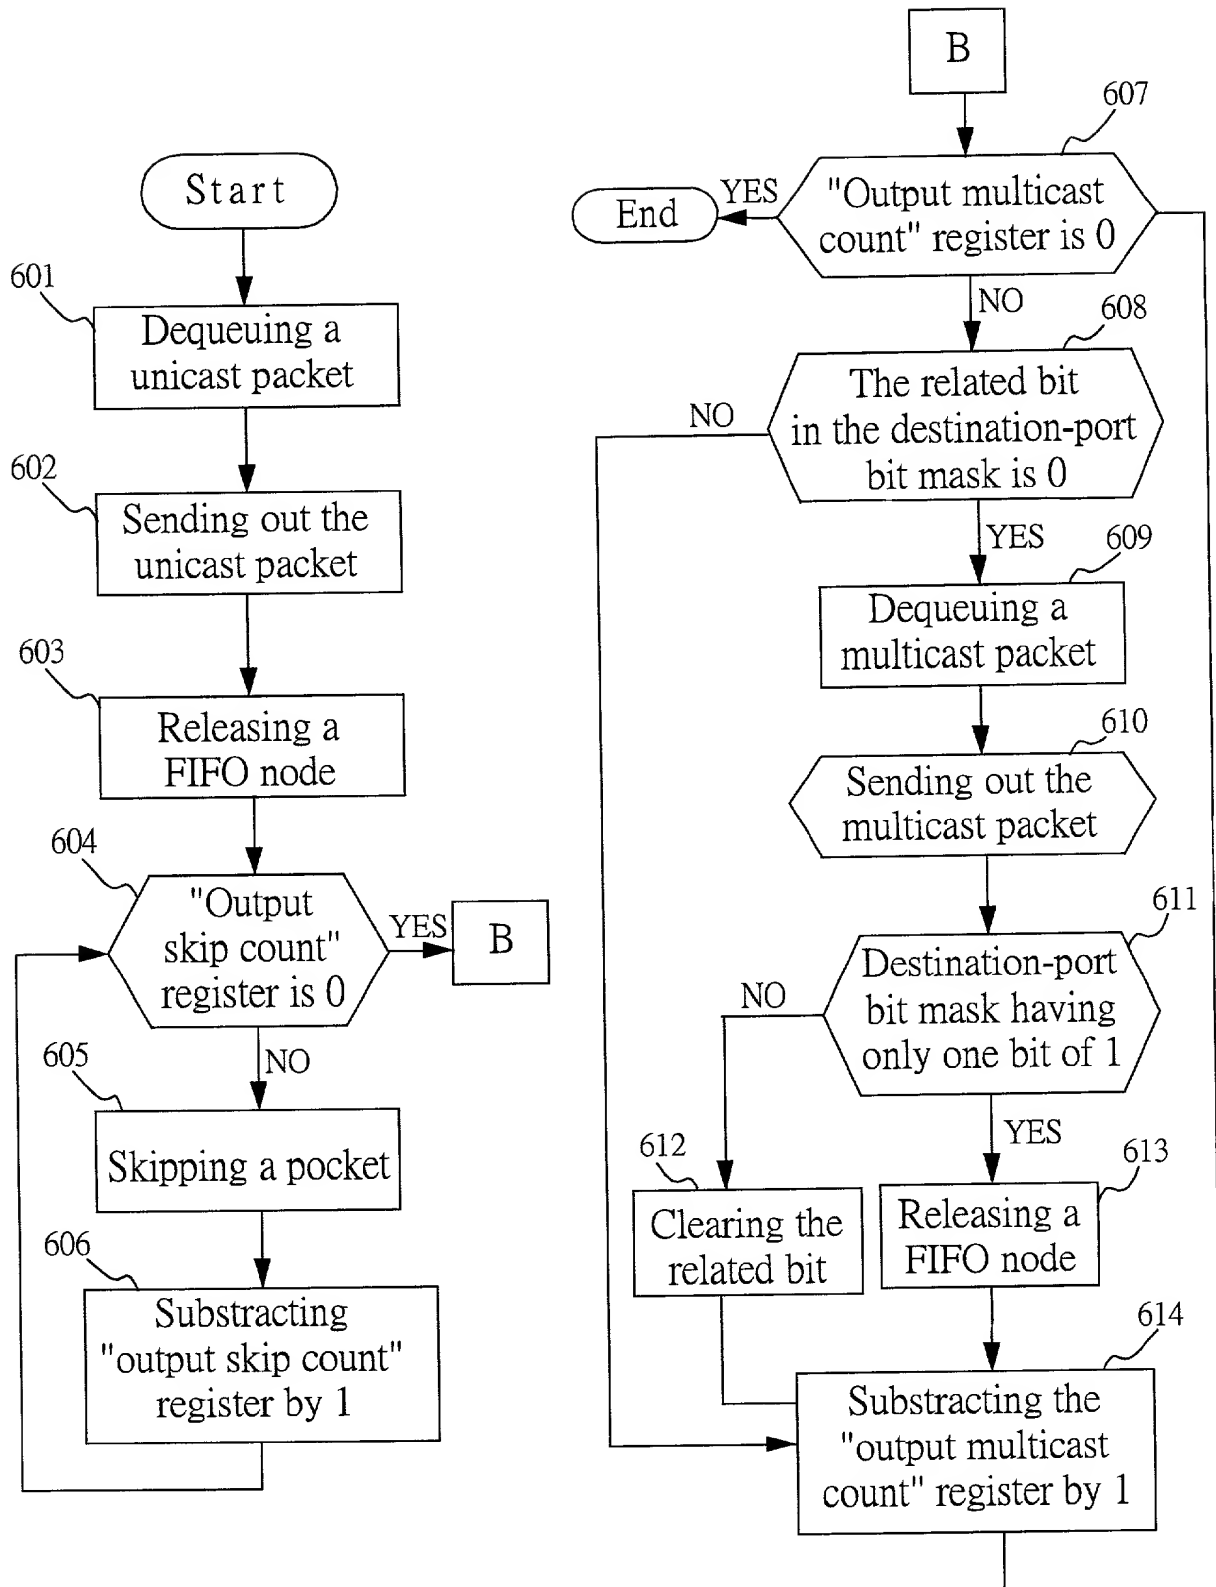 Start
601
Dequeuing a
unicast packet
602
Sending out the
unicast packet
603
Releasing a
FIFO node
604
"Output
skip count"
register is 0
YES
B
NO
605
Skipping a pocket
606
Substracting
"output skip count"
register by 1
B
607
"Output multicast
count" register is 0
YES
End
NO
608
The related bit
in the destination-port
bit mask is 0
NO
YES
609
Dequeuing a
multicast packet
610
Sending out the
multicast packet
611
Destination-port
bit mask having
only one bit of 1
NO
YES
612
Clearing the
related bit
613
Releasing a
FIFO node
614
Substracting the
"output multicast
count" register by 1